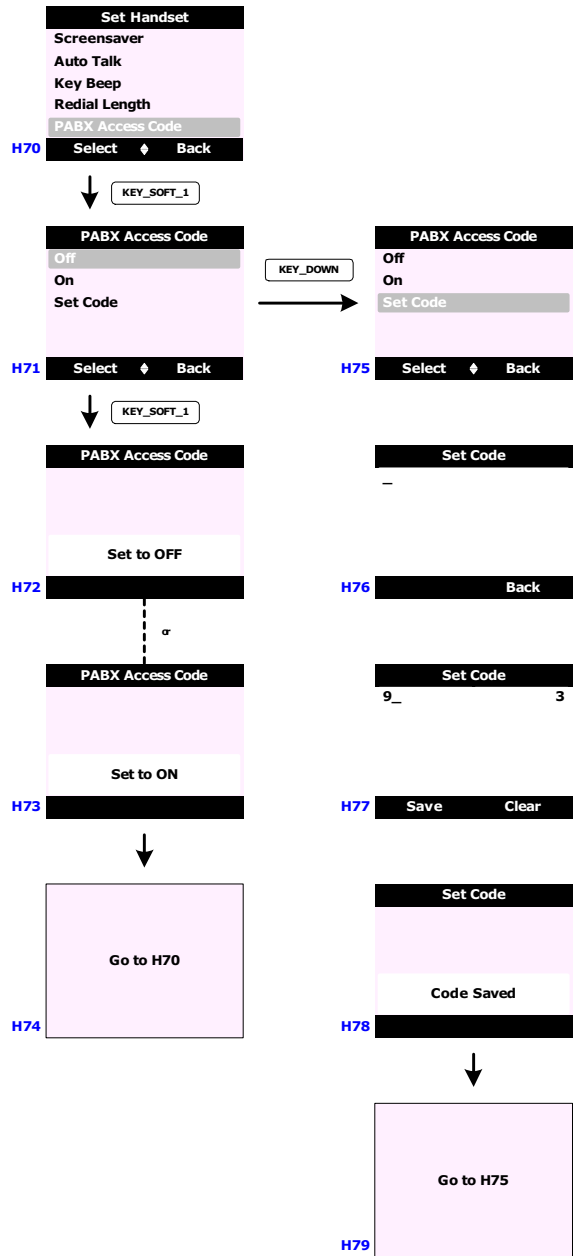 Set Handset
Screensaver
Auto Talk
Key Beep
Redial Length
PABX Access Code
H70 Select Back
KEY_SOFT_1
PABX Access Code
Off
On
Set Code
H71 Select Back
KEY_DOWN
PABX Access Code
Off
On
Set Code
H75 Select Back
KEY_SOFT_1
PABX Access Code
Set to OFF
H72
or
PABX Access Code
Set to ON
H73
Go to H70
H74
Set Code
_
H76 Back
Set Code
9_ 3
H77 Save Clear
Set Code
Code Saved
H78
Go to H75
H79